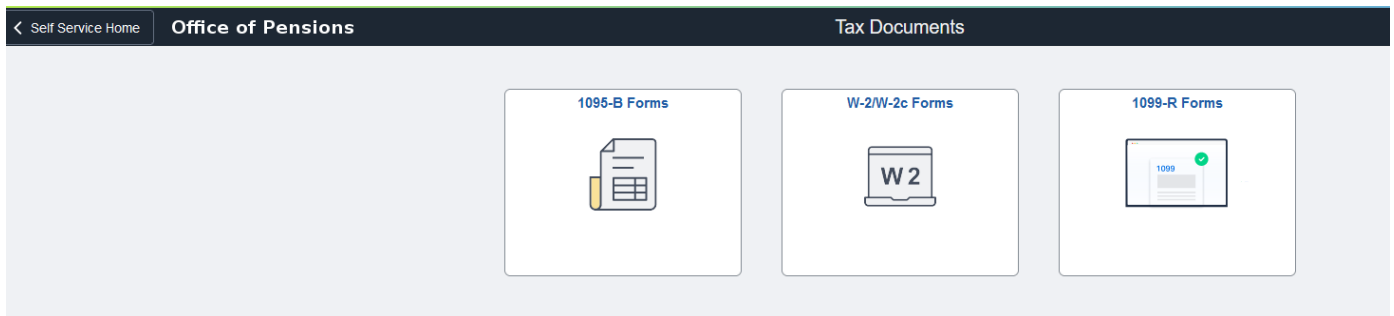 Self Service Home Office of Pensions Tax Documents
1095-B Forms W-2/W-2c Forms 1099-R Forms
W 2
1099